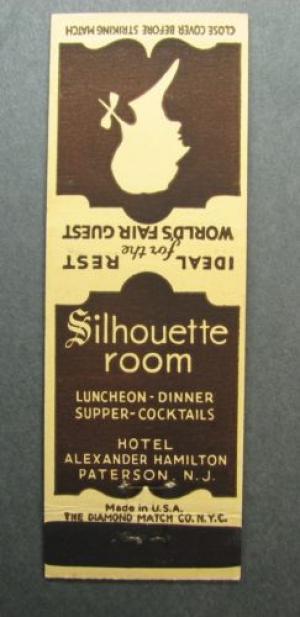 CLOSE COVER BEFORE STRIKING MATCH
IDEAL REST
for the
WORLD'S FAIR GUEST
Silhouette
room
LUNCHEON - DINNER
SUPPER - COCKTAILS
HOTEL
ALEXANDER HAMILTON
PATERSON, N. J.
Made in U.S.A.
THE DIAMOND MATCH CO. N.Y.C.